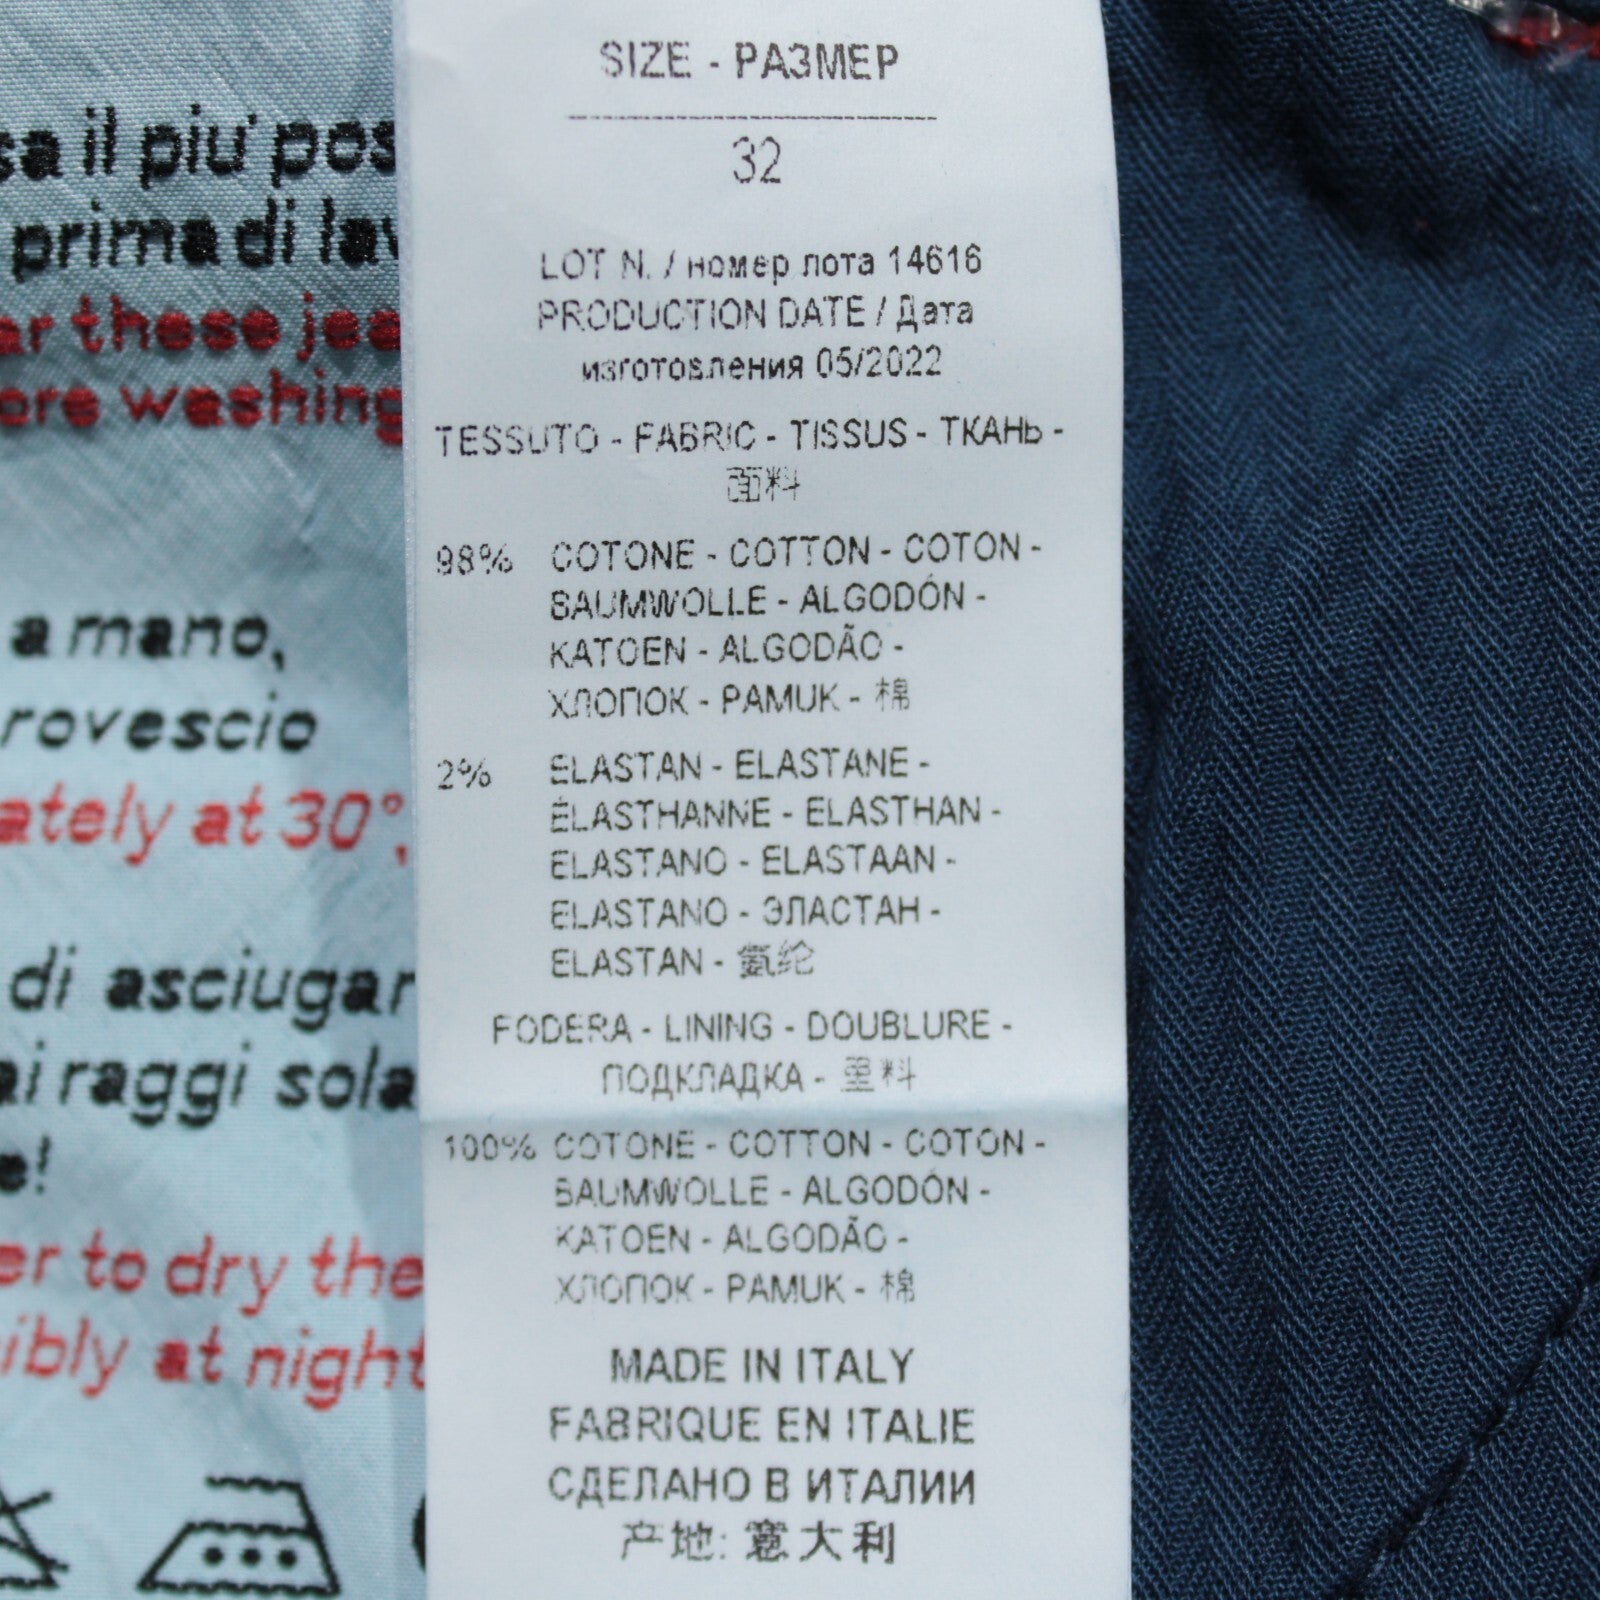 sa il piu' pos
prima di lav
ar these jea
ore washing
a mano,
rovescio
ately at 30°,
di asciugar
ai raggi sola
e!
er to dry the
ibly at night
SIZE - РАЗМЕР
32
LOT N. / номер лота 14616
PRODUCTION DATE / Дата
изготовления 05/2022
TESSUTO - FABRIC - TISSUS - ТКАНЬ -
面料
98% COTONE - COTTON - COTON -
BAUMWOLLE - ALGODÓN -
KATOEN - ALGODÃO -
ХЛОПОК - PAMUK - 棉
2% ELASTAN - ELASTANE -
ÉLASTHANNE - ELASTHAN -
ELASTANO - ELASTAAN -
ELASTANO - ЭЛАСТАН -
ELASTAN - 氨纶
FODERA - LINING - DOUBLURE -
ПОДКЛАДКА - 里料
100% COTONE - COTTON - COTON -
BAUMWOLLE - ALGODÓN -
KATOEN - ALGODÃO -
ХЛОПОК - PAMUK - 棉
MADE IN ITALY
FABRIQUE EN ITALIE
СДЕЛАНО В ИТАЛИИ
产地: 意大利